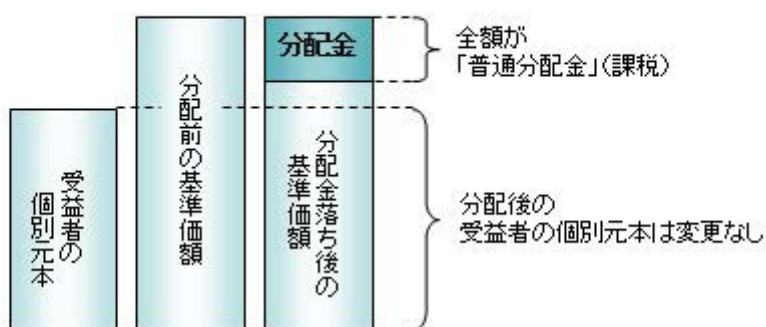 受益者の
個別元本
分配前の基準価額
分配金
分配金落ち後の
基準価額
全額が
「普通分配金」(課税)
分配後の
受益者の個別元本は変更なし